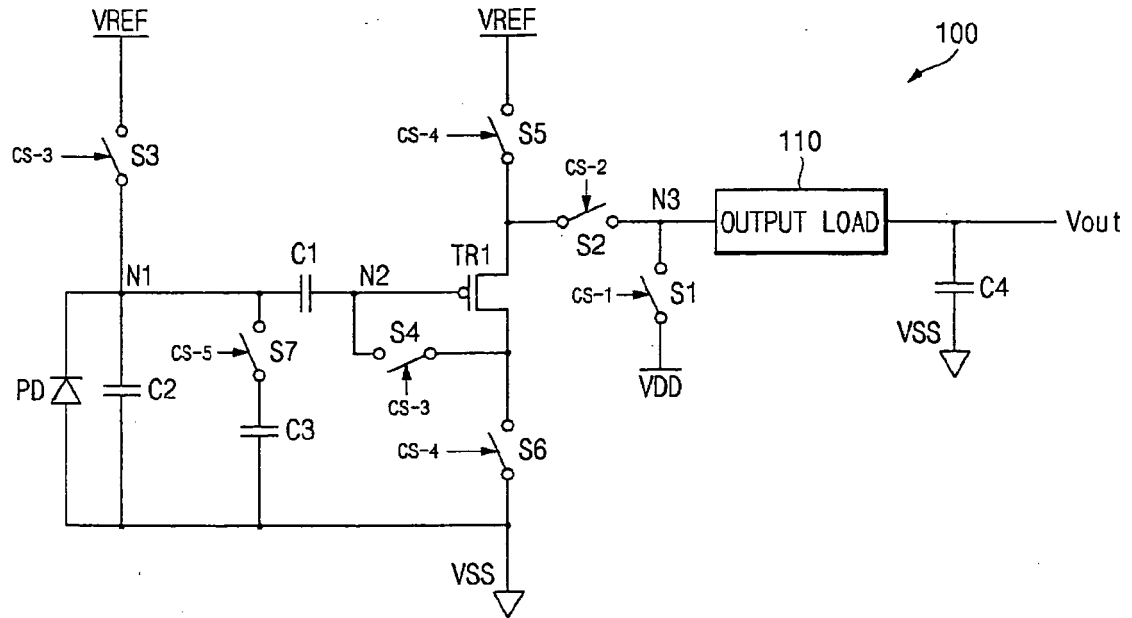 VREF
VREF
100
CS-3
S3
CS-4
S5
CS-2
N3
110
OUTPUT LOAD
Vout
S2
C1
TR1
N1
N2
CS-1
S1
C4
S4
CS-5
S7
VSS
PD
C2
VDD
CS-3
C3
CS-4
S6
VSS